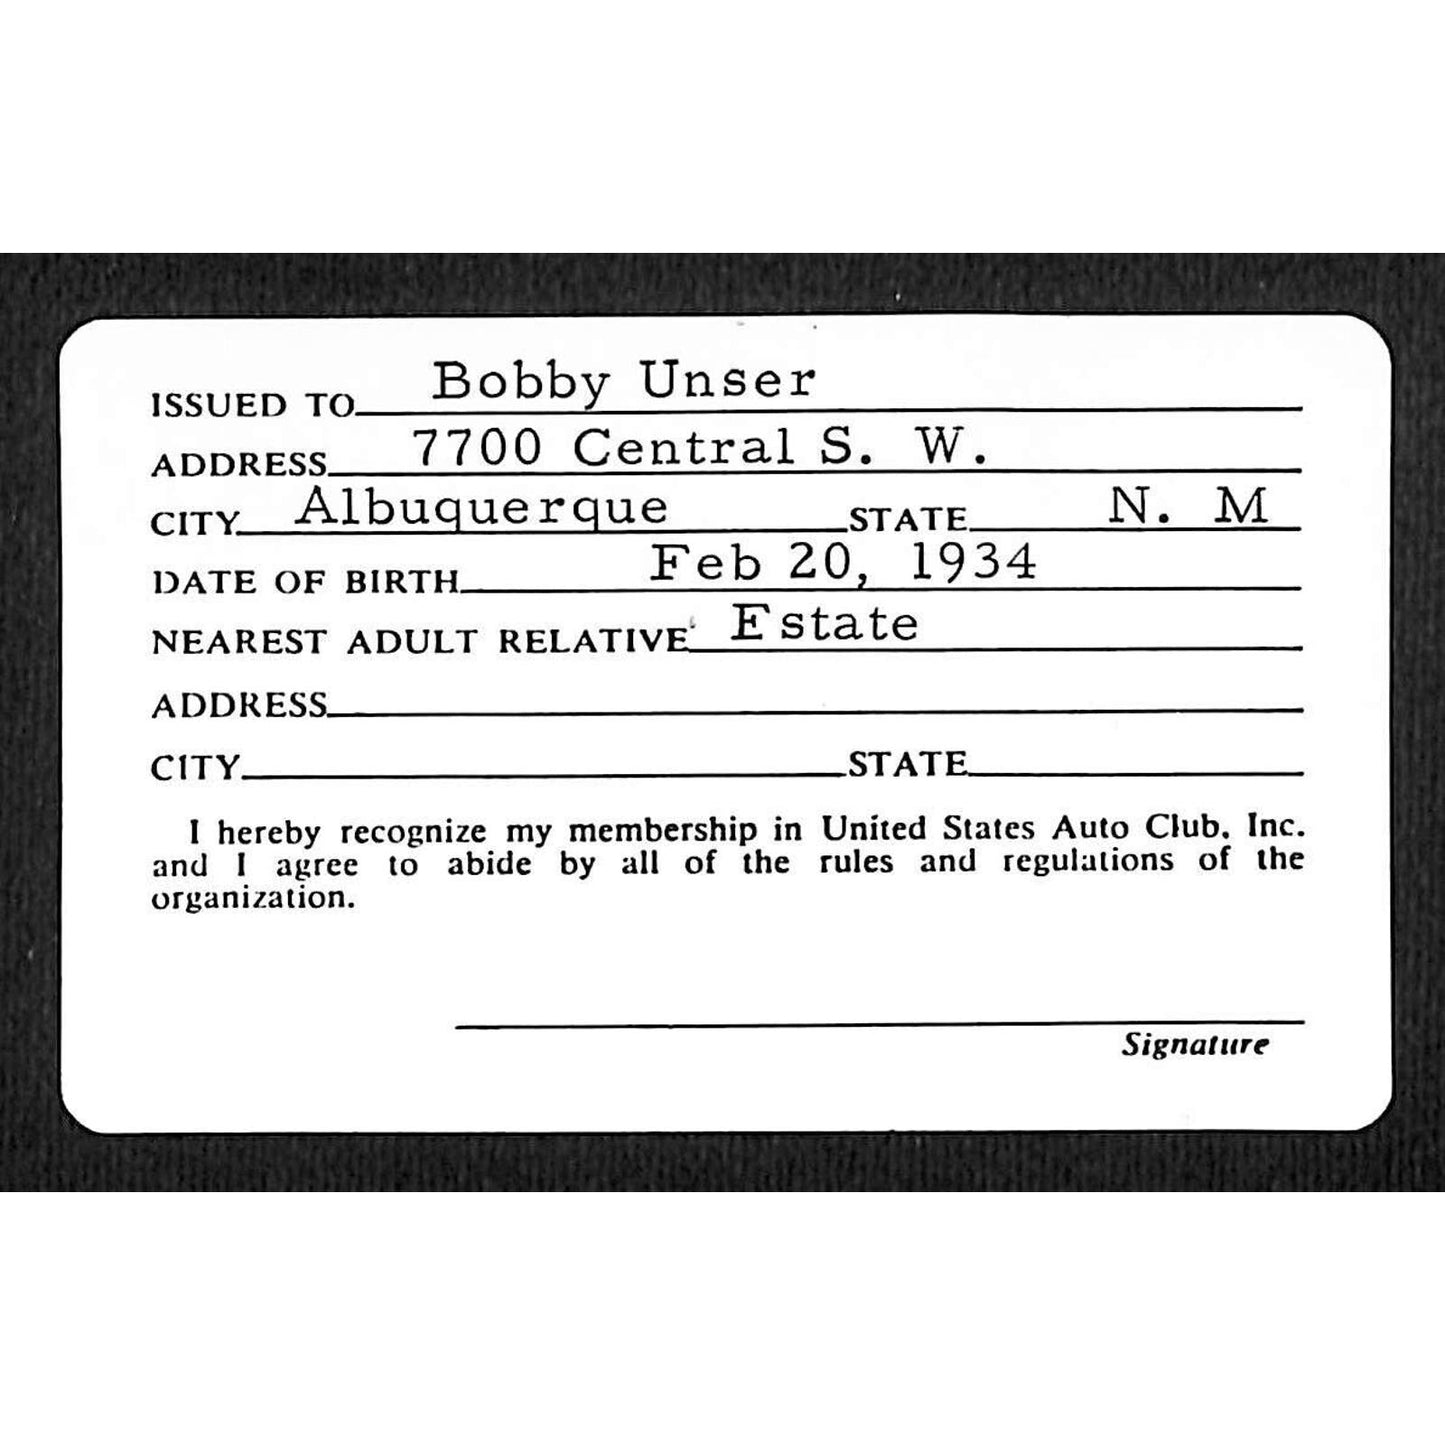 ISSUED TO Bobby Unser
ADDRESS 7700 Central S. W.
CITY Albuquerque STATE N. M
DATE OF BIRTH Feb 20, 1934
NEAREST ADULT RELATIVE Estate
ADDRESS
CITY STATE
I hereby recognize my membership in United States Auto Club, Inc.
and I agree to abide by all of the rules and regulations of the
organization.
Signature